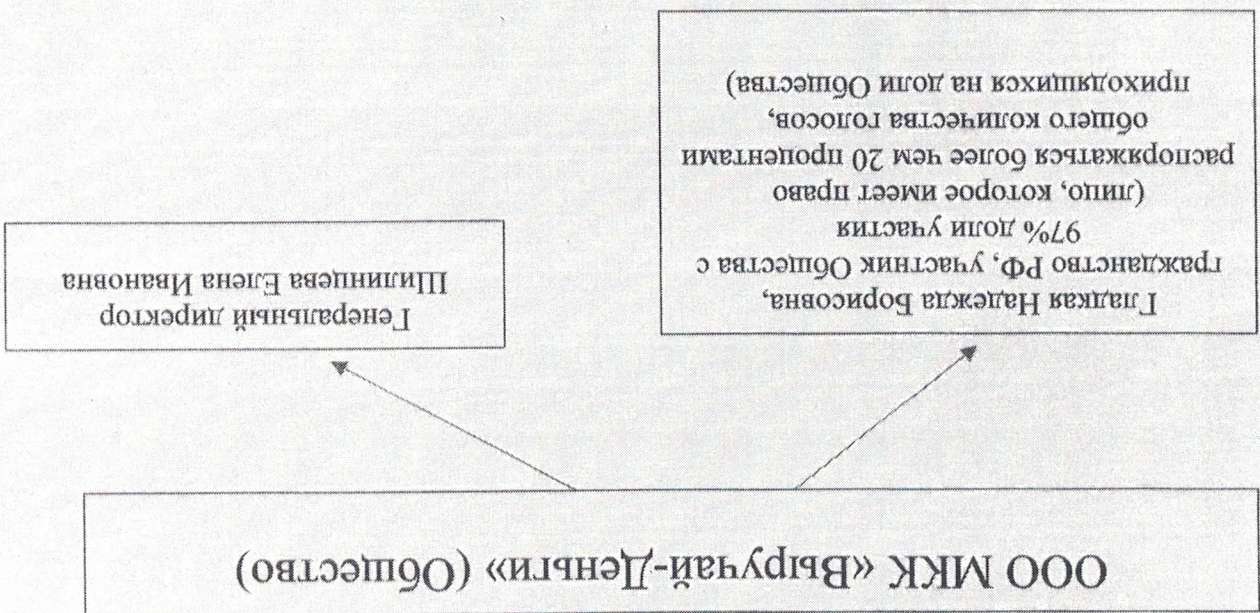 ООО МКК «Выручай-Деньги» (Общество)
Гладкая Надежда Борисовна,
гражданство РФ, участник Общества с
97% доли участия
(лицо, которое имеет право
распоряжаться более чем 20 процентами
общего количества голосов,
приходящихся на доли Общества)
Генеральный директор
Шилинцева Елена Ивановна